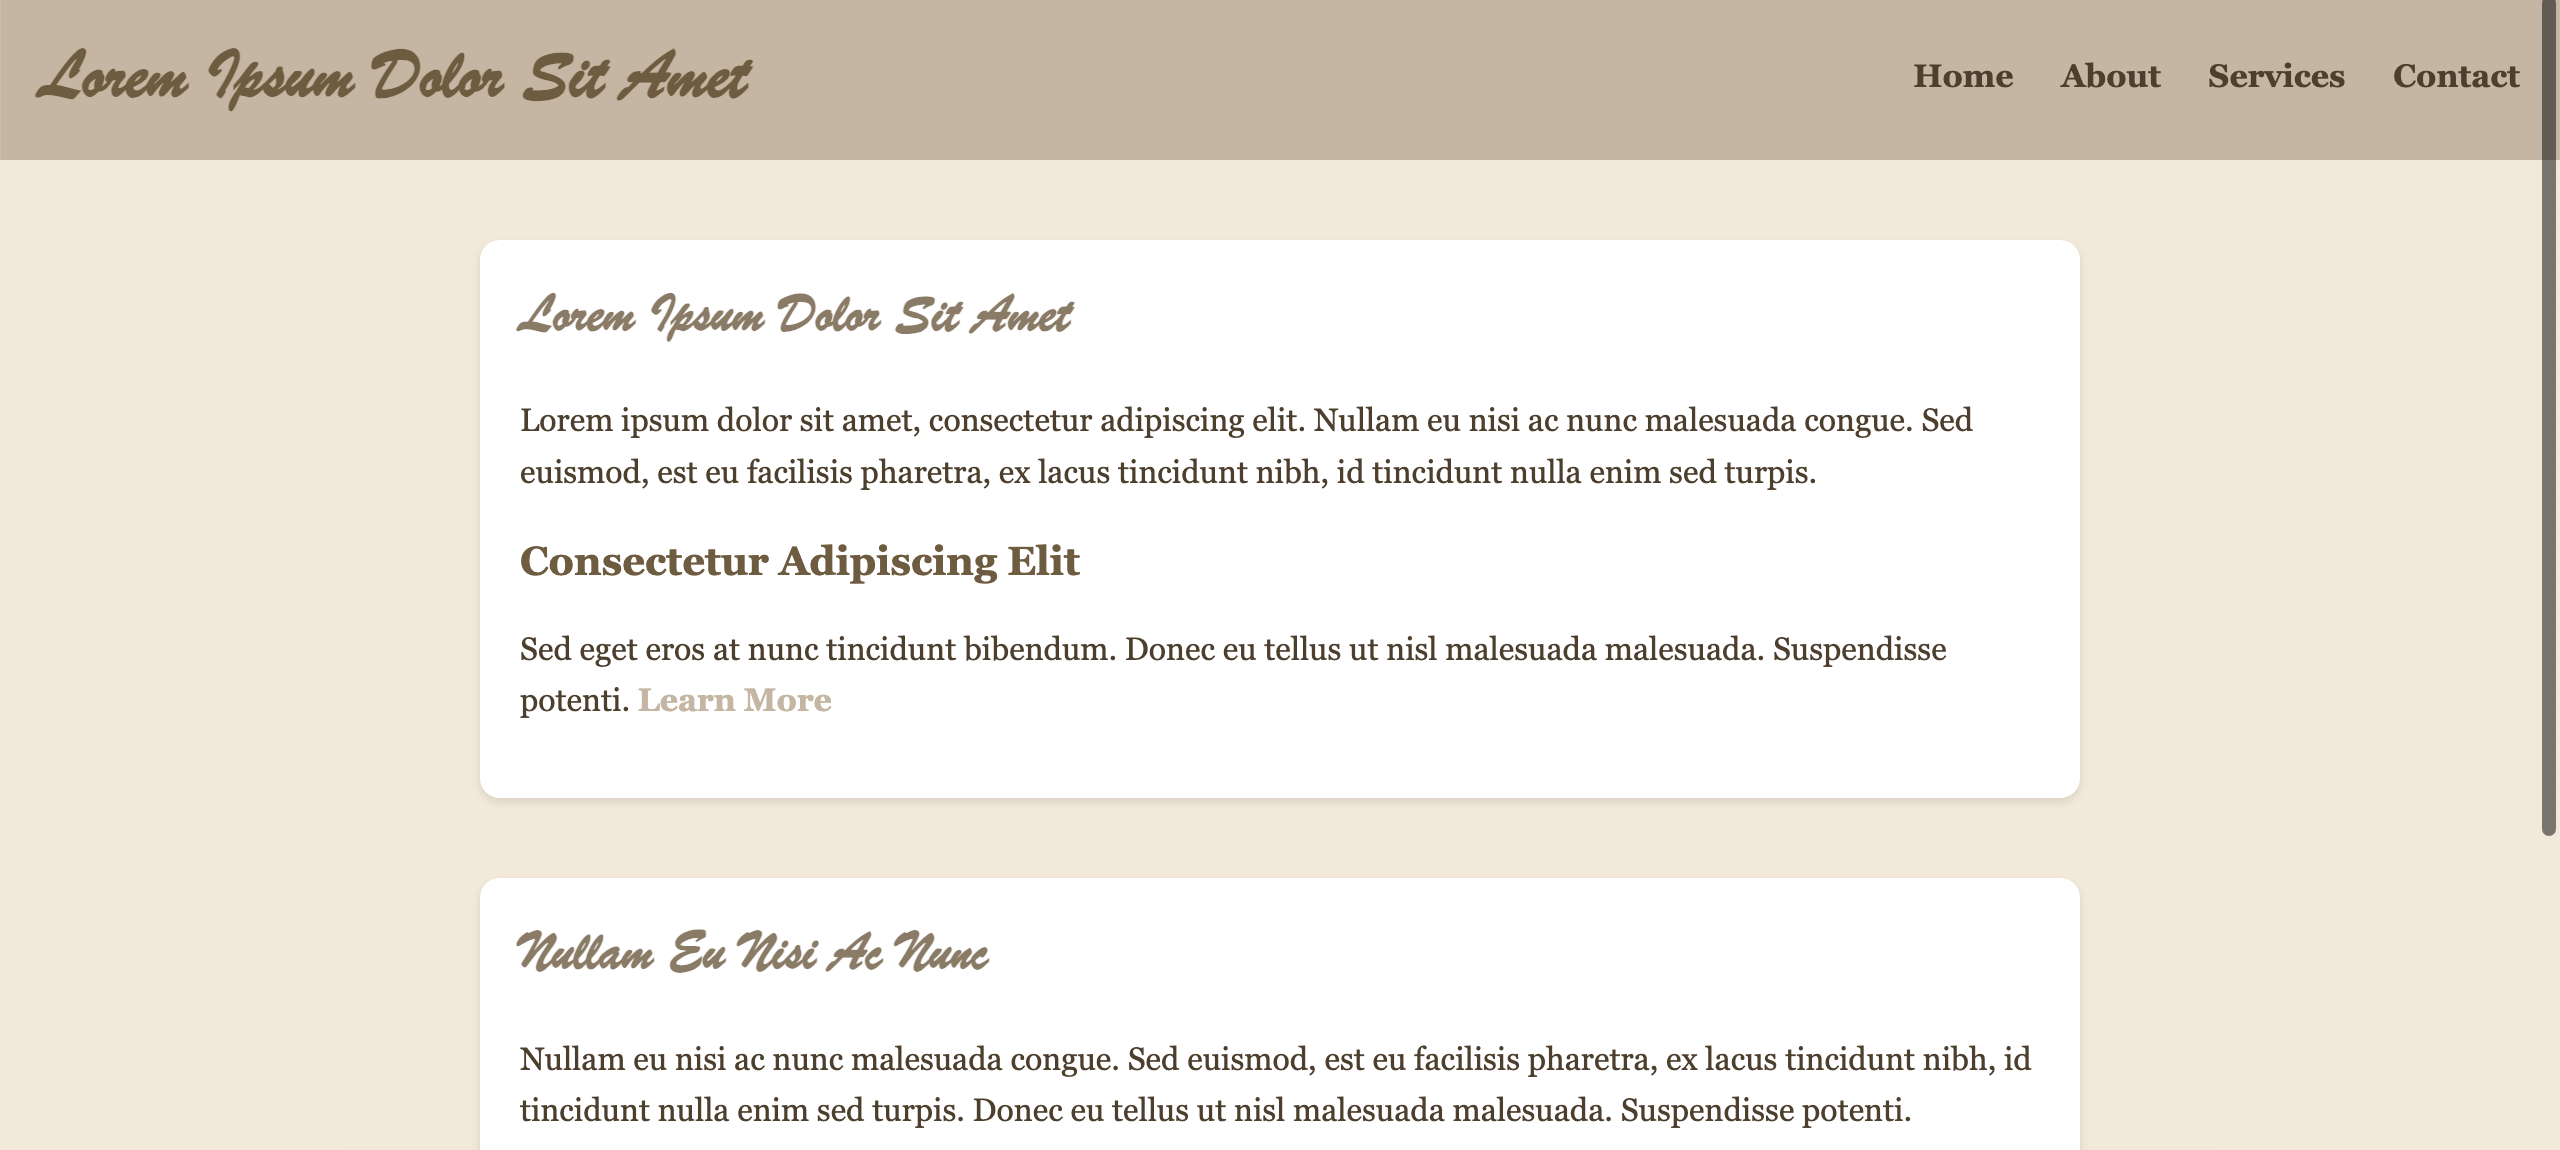 Lorem Ipsum Dolor Sit Amet
Home About Services Contact
Lorem Ipsum Dolor Sit Amet
Lorem ipsum dolor sit amet, consectetur adipiscing elit. Nullam eu nisi ac nunc malesuada congue. Sed
euismod, est eu facilisis pharetra, ex lacus tincidunt nibh, id tincidunt nulla enim sed turpis.
Consectetur Adipiscing Elit
Sed eget eros at nunc tincidunt bibendum. Donec eu tellus ut nisl malesuada malesuada. Suspendisse
potenti. Learn More
Nullam Eu Nisi Ac Nunc
Nullam eu nisi ac nunc malesuada congue. Sed euismod, est eu facilisis pharetra, ex lacus tincidunt nibh, id
tincidunt nulla enim sed turpis. Donec eu tellus ut nisl malesuada malesuada. Suspendisse potenti.